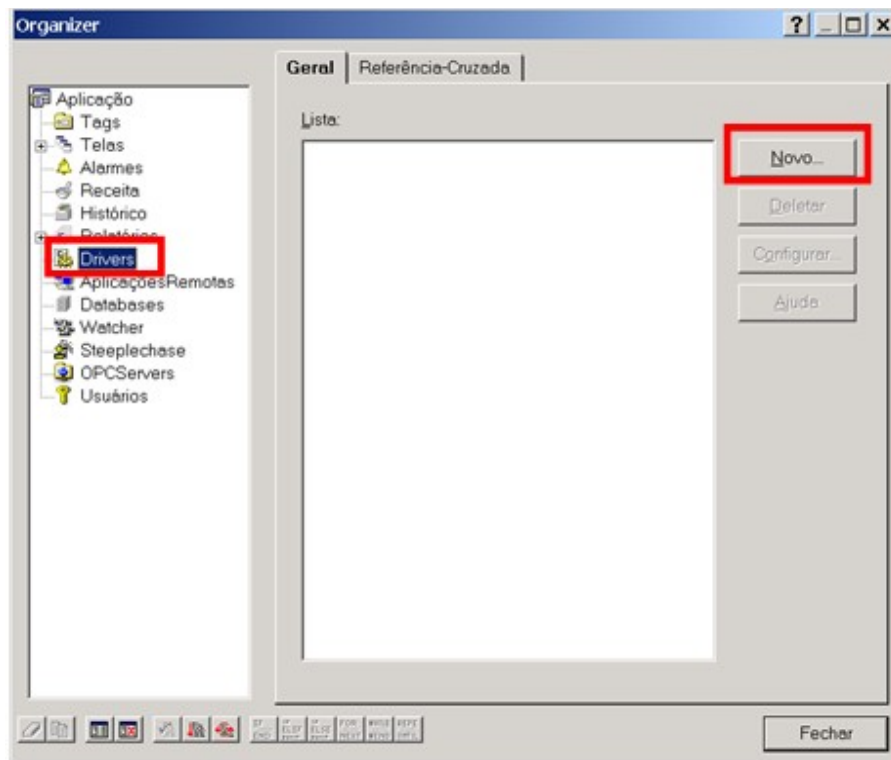 Organizer
Geral
Referência-Cruzada
Aplicação
Tags
Telas
Alarmes
Receita
Histórico
Relatórios
Drivers
AplicaçõesRemotas
Databases
Watcher
Steeplechase
OPCServers
Usuários
Lista:
Novo...
Deletar
Configurar...
Ajuda
Fechar